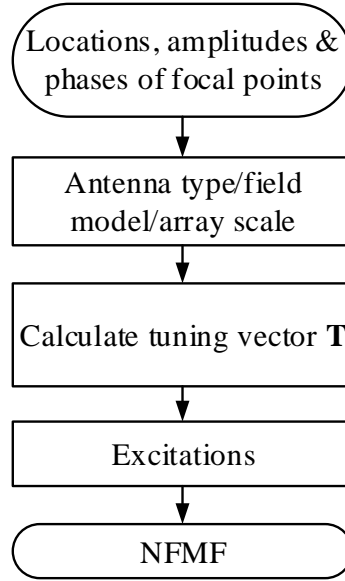 Locations, amplitudes &
phases of focal points
Antenna type/field
model/array scale
Calculate tuning vector T
Excitations
NFMF